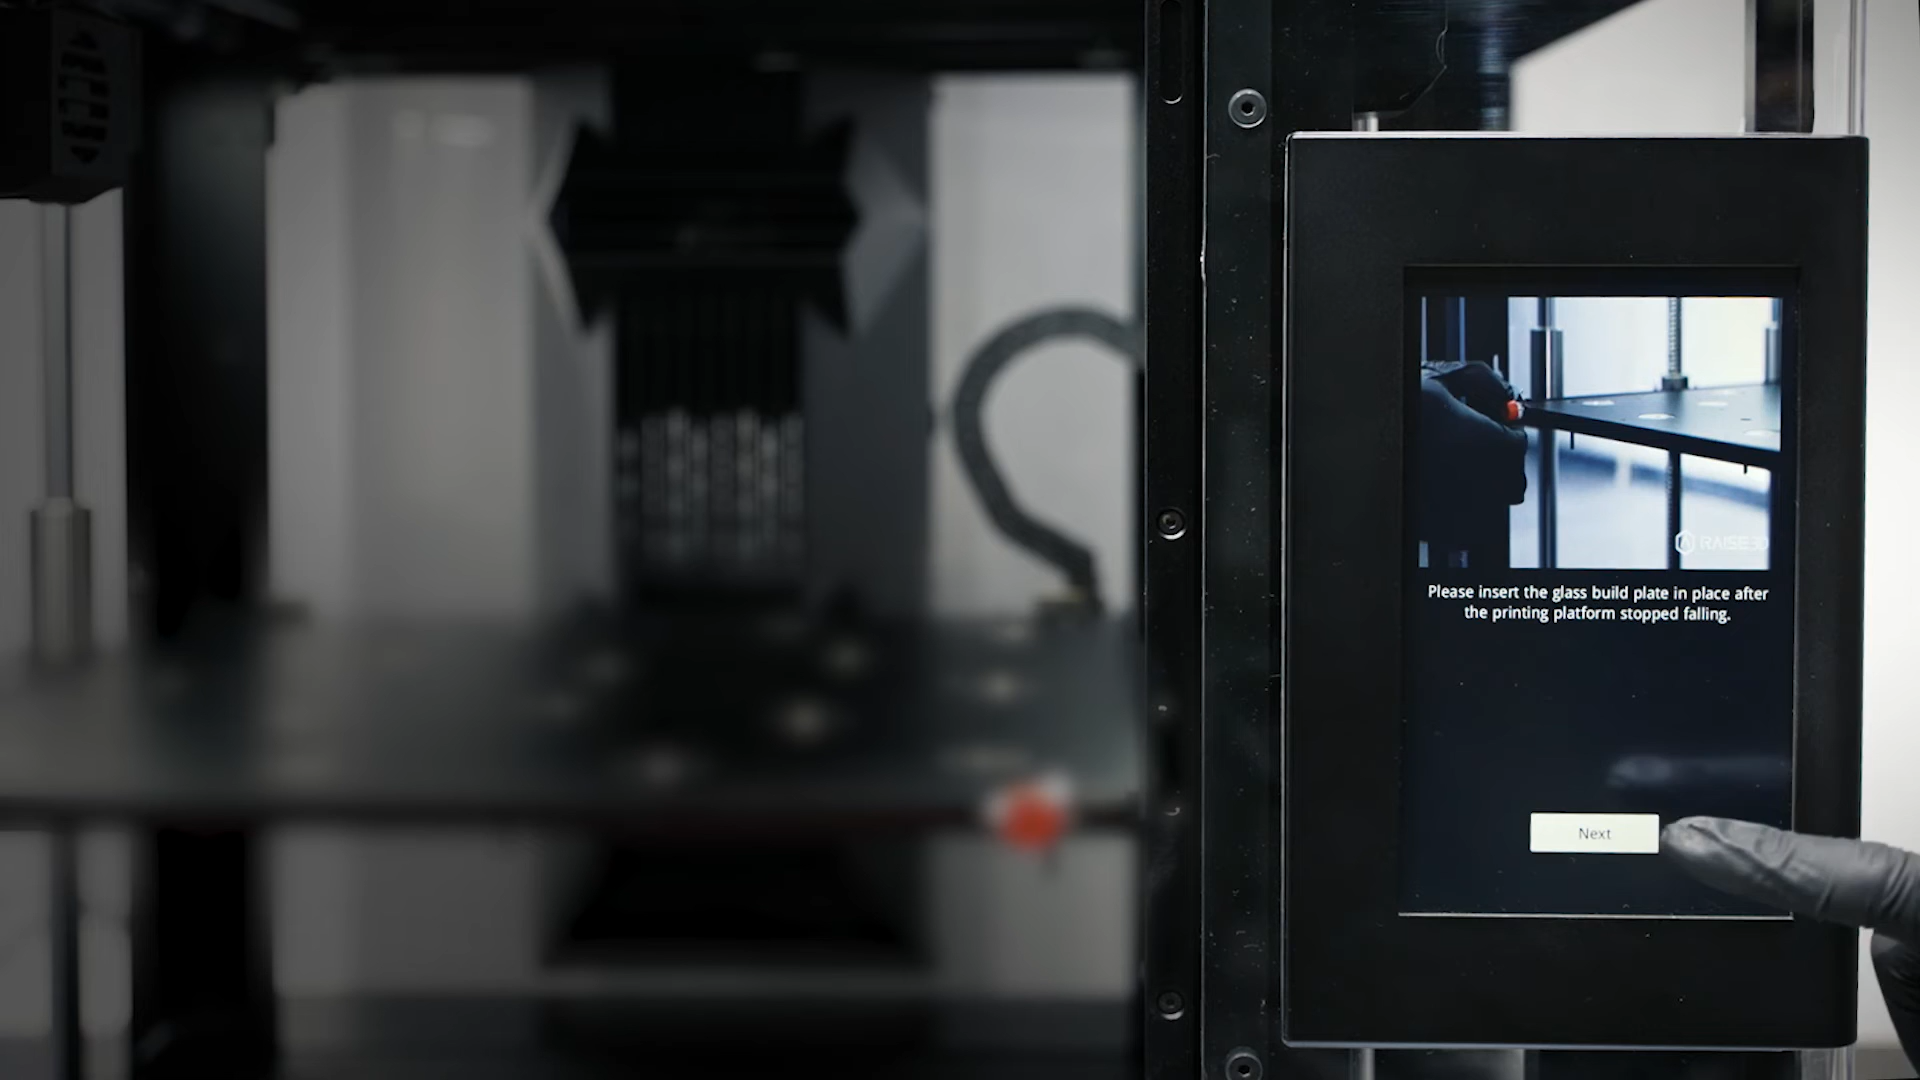 RAISE3D
Please insert the glass build plate in place after
the printing platform stopped falling.
Next